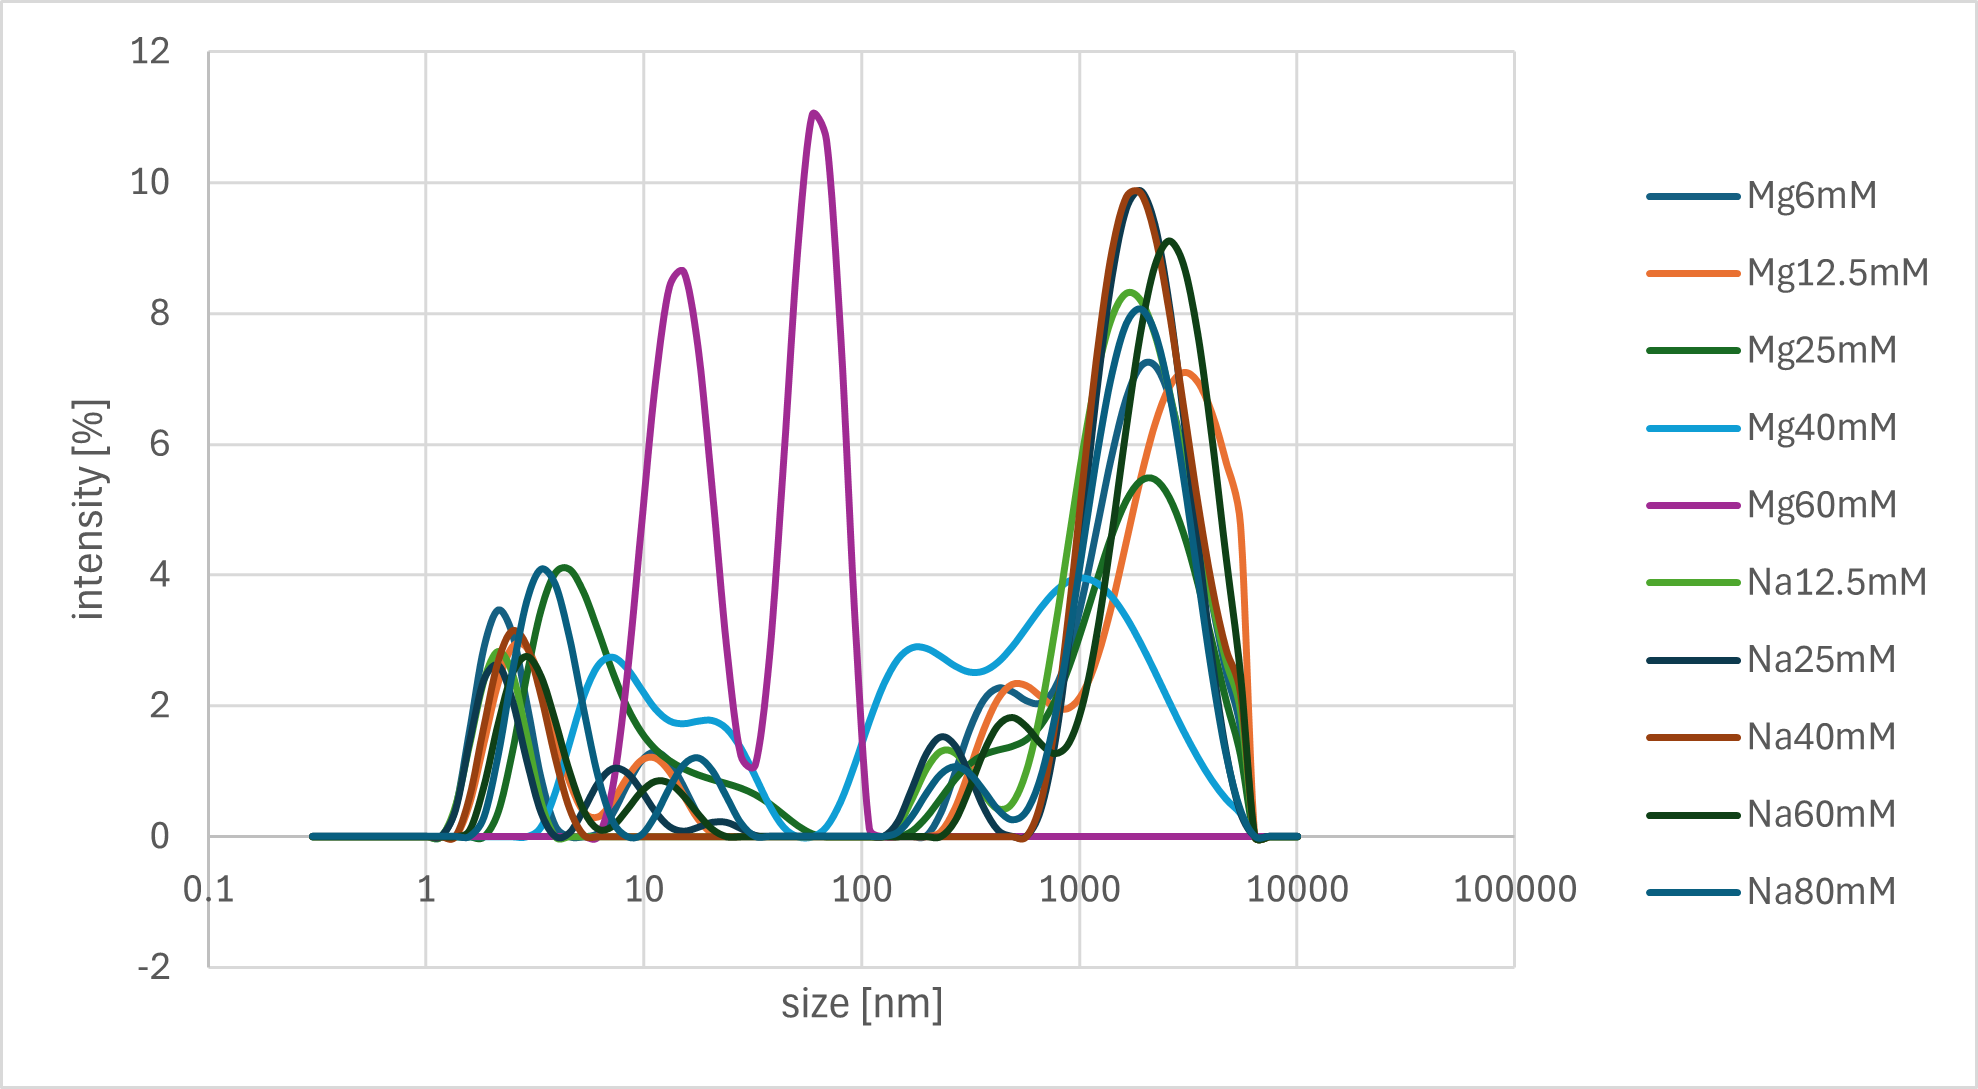 12
10
8
6
4
2
0
-2
intensity [%]
0.1 1 10 100 1000 10000 100000
size [nm]
Mg6mM
Mg12.5mM
Mg25mM
Mg40mM
Mg60mM
Na12.5mM
Na25mM
Na40mM
Na60mM
Na80mM